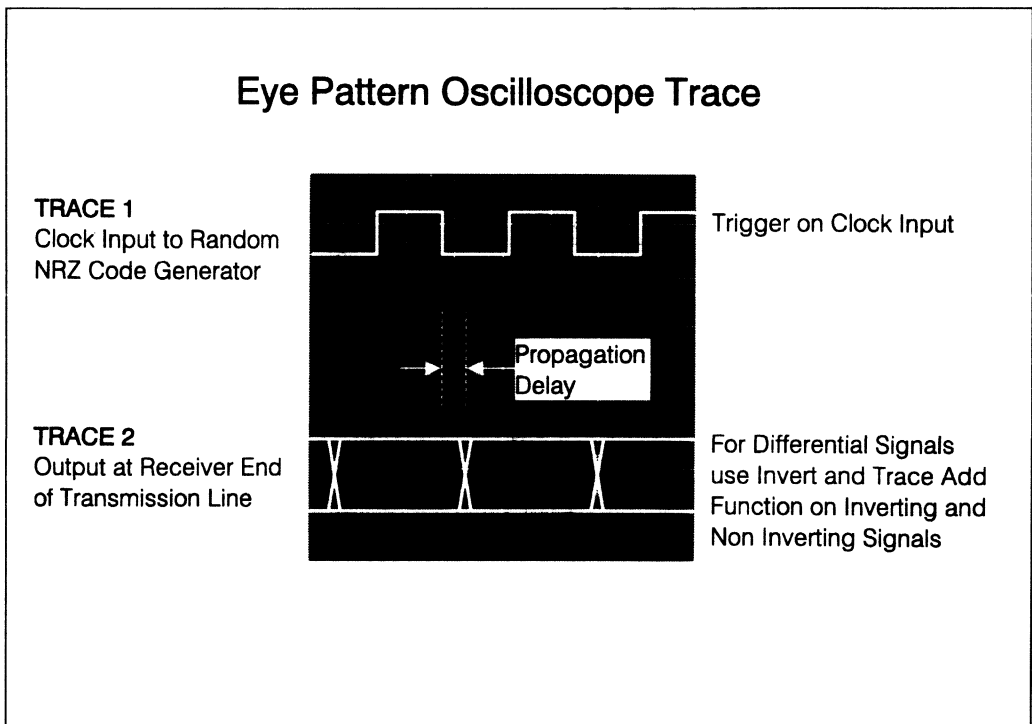 Eye Pattern Oscilloscope Trace
TRACE 1
Clock Input to Random
NRZ Code Generator
Trigger on Clock Input
Propagation
Delay
TRACE 2
Output at Receiver End
of Transmission Line
For Differential Signals
use Invert and Trace Add
Function on Inverting and
Non Inverting Signals